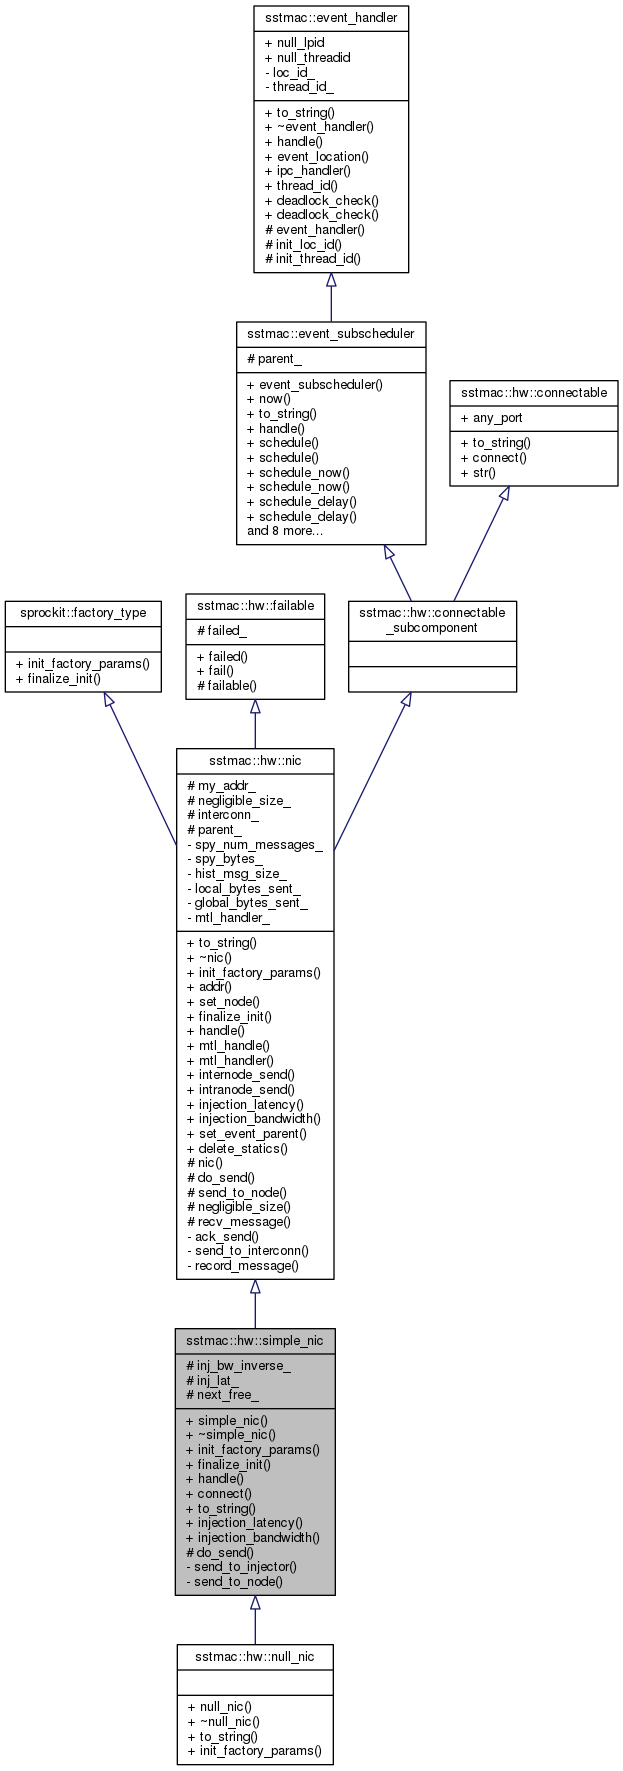 sstmac::event_handler
+ null_lpid
+ null_threadid
- loc_id_
- thread_id_
+ to_string()
+ ~event_handler()
+ handle()
+ event_location()
+ ipc_handler()
+ thread_id()
+ deadlock_check()
+ deadlock_check()
# event_handler()
# init_loc_id()
# init_thread_id()
sstmac::event_subscheduler
# parent_
+ event_subscheduler()
+ now()
+ to_string()
+ handle()
+ schedule()
+ schedule()
+ schedule_now()
+ schedule_now()
+ schedule_delay()
+ schedule_delay()
and 8 more...
sstmac::hw::connectable
+ any_port
+ to_string()
+ connect()
+ str()
sprockit::factory_type
+ init_factory_params()
+ finalize_init()
sstmac::hw::failable
# failed_
+ failed()
+ fail()
# failable()
sstmac::hw::connectable
_subcomponent
sstmac::hw::nic
# my_addr_
# negligible_size_
# interconn_
# parent_
- spy_num_messages_
- spy_bytes_
- hist_msg_size_
- local_bytes_sent_
- global_bytes_sent_
- mtl_handler_
+ to_string()
+ ~nic()
+ init_factory_params()
+ addr()
+ set_node()
+ finalize_init()
+ handle()
+ mtl_handle()
+ mtl_handler()
+ internode_send()
+ intranode_send()
+ injection_latency()
+ injection_bandwidth()
+ set_event_parent()
+ delete_statics()
# nic()
# do_send()
# send_to_node()
# negligible_size()
# recv_message()
- ack_send()
- send_to_interconn()
- record_message()
sstmac::hw::simple_nic
# inj_bw_inverse_
# inj_lat_
# next_free_
+ simple_nic()
+ ~simple_nic()
+ init_factory_params()
+ finalize_init()
+ handle()
+ connect()
+ to_string()
+ injection_latency()
+ injection_bandwidth()
# do_send()
- send_to_injector()
- send_to_node()
sstmac::hw::null_nic
+ null_nic()
+ ~null_nic()
+ to_string()
+ init_factory_params()